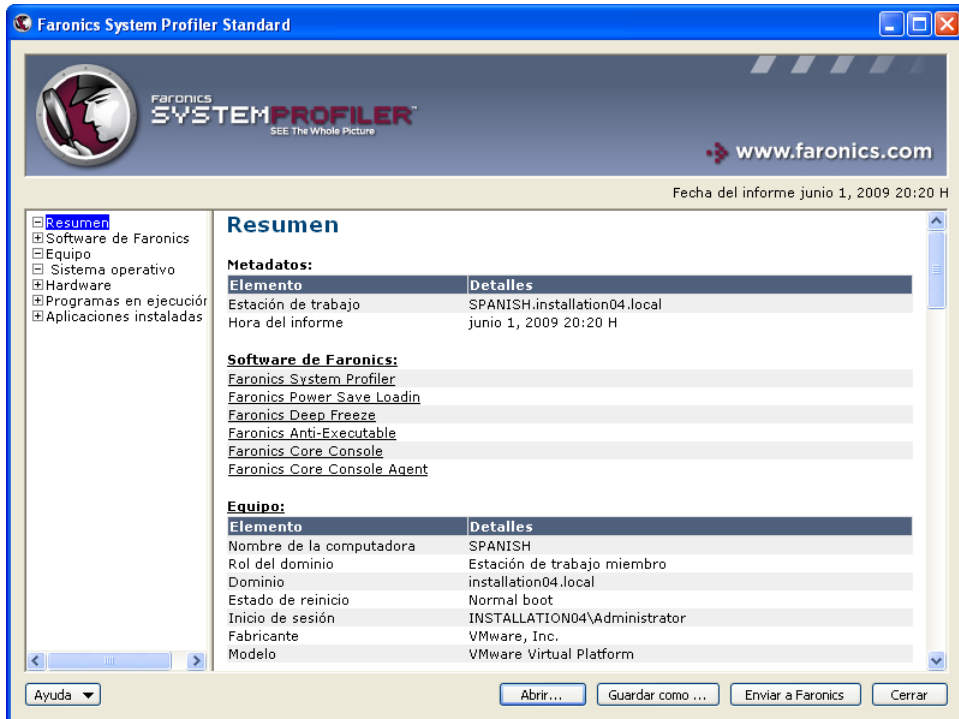 Faronics System Profiler Standard
Faronics
SYSTEMPROFILER™
SEE The Whole Picture
www.faronics.com
Fecha del informe junio 1, 2009 20:20 H
Resumen
Software de Faronics
Equipo
Sistema operativo
Hardware
Programas en ejecución
Aplicaciones instaladas
Resumen
Metadatos:
Elemento Detalles
Estación de trabajo SPANISH.installation04.local
Hora del informe junio 1, 2009 20:20 H
Software de Faronics:
Faronics System Profiler
Faronics Power Save Loadin
Faronics Deep Freeze
Faronics Anti-Executable
Faronics Core Console
Faronics Core Console Agent
Equipo:
Elemento Detalles
Nombre de la computadora SPANISH
Rol del dominio Estación de trabajo miembro
Dominio installation04.local
Estado de reinicio Normal boot
Inicio de sesión INSTALLATION04\Administrator
Fabricante VMware, Inc.
Modelo VMware Virtual Platform
Ayuda
Abrir...
Guardar como ...
Enviar a Faronics
Cerrar